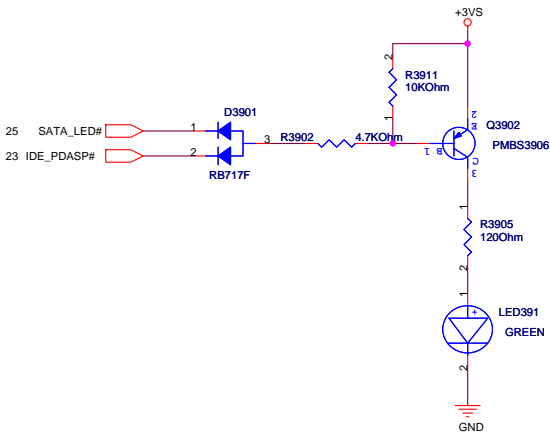 +3VS
2
R3911
10KOhm
1
D3901
25 SATA_LED# 1
23 IDE_PDASP# 2
RB717F
3 R3902 4.7KOhm
2
E
Q3902
PMBS3906
1 B
C
3
1
R3905
120Ohm
2
1
+
LED391
GREEN
2
GND